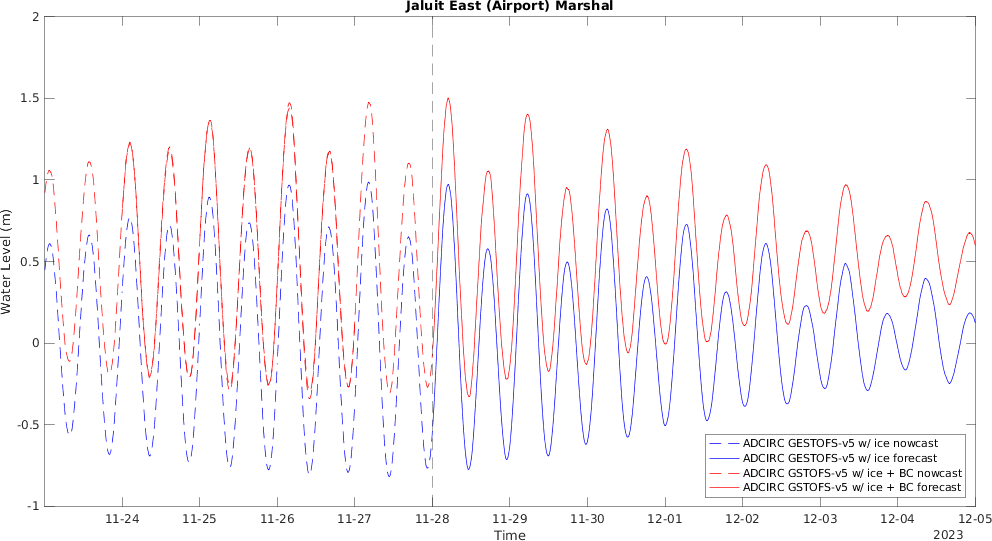 Jaluit East (Airport) Marshal
2
1.5
1
0.5
0
-0.5
-1
Water Level (m)
ADCIRC GESTOFS-v5 w/ ice nowcast
ADCIRC GESTOFS-v5 w/ ice forecast
ADCIRC GSTOFS-v5 w/ ice + BC nowcast
ADCIRC GSTOFS-v5 w/ ice + BC forecast
11-24 11-25 11-26 11-27 11-28 11-29 11-30 12-01 12-02 12-03 12-04 12-05
Time
2023